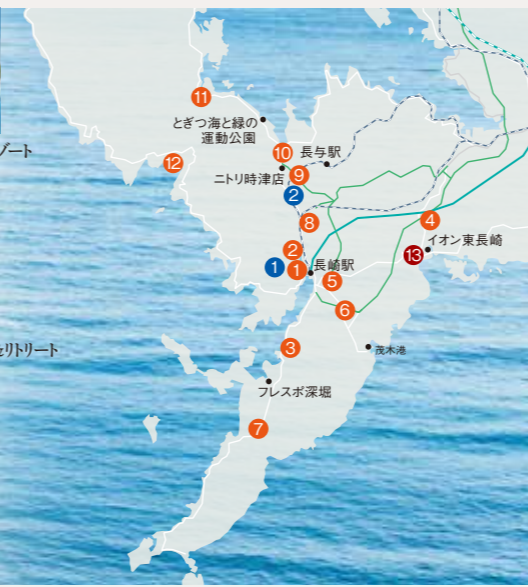 11
とぎつ海と緑の
運動公園
ゾート
12
10
長与駅
ニトリ時津店
9
2
8
4
イオン東長崎
13
2
1
1
長崎駅
5
6
3
茂木港
リトリート
フレスポ深堀
7